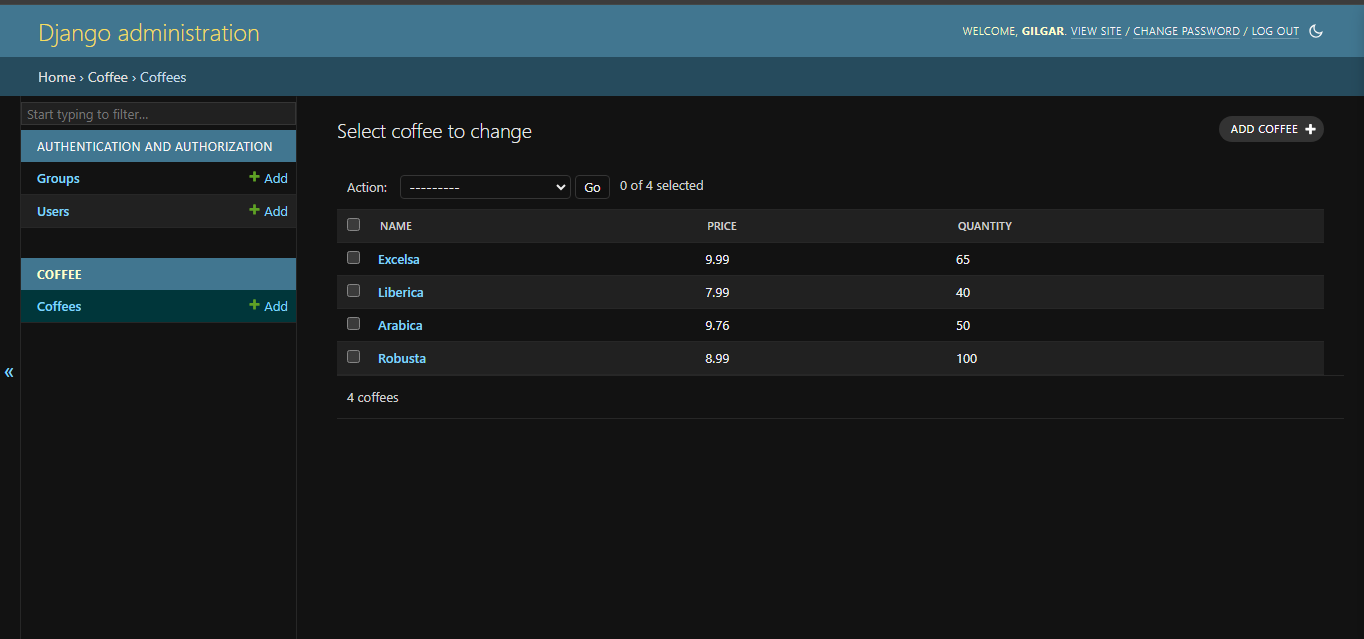 Django administration
WELCOME, GILGAR. VIEW SITE / CHANGE PASSWORD / LOG OUT
Home › Coffee › Coffees
Start typing to filter...
AUTHENTICATION AND AUTHORIZATION
Groups + Add
Users + Add
COFFEE
Coffees + Add
«
Select coffee to change
ADD COFFEE +
Action: --------- Go 0 of 4 selected
NAME PRICE QUANTITY
Excelsa 9.99 65
Liberica 7.99 40
Arabica 9.76 50
Robusta 8.99 100
4 coffees